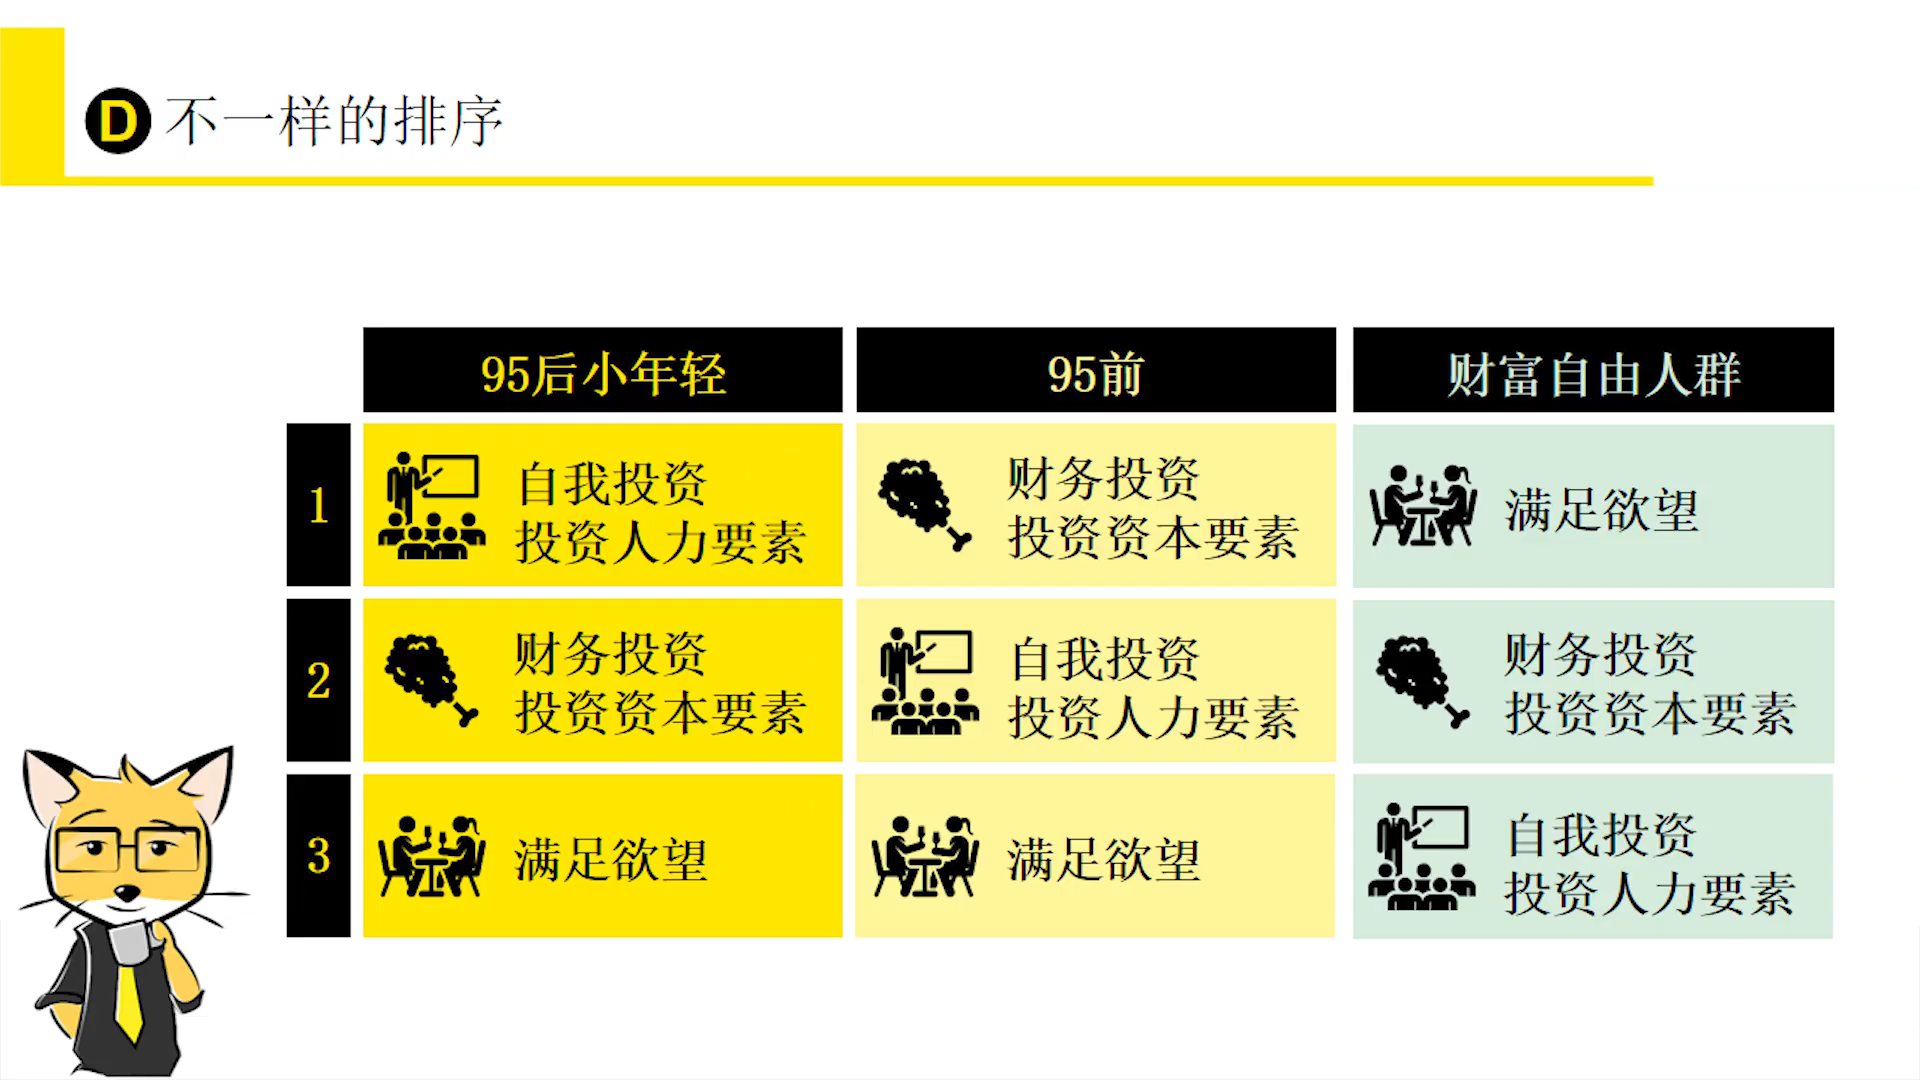 D 不一样的排序
95后小年轻 95前 财富自由人群
1
自我投资
投资人力要素
财务投资
投资资本要素
满足欲望
2
财务投资
投资资本要素
自我投资
投资人力要素
财务投资
投资资本要素
3
满足欲望
满足欲望
自我投资
投资人力要素